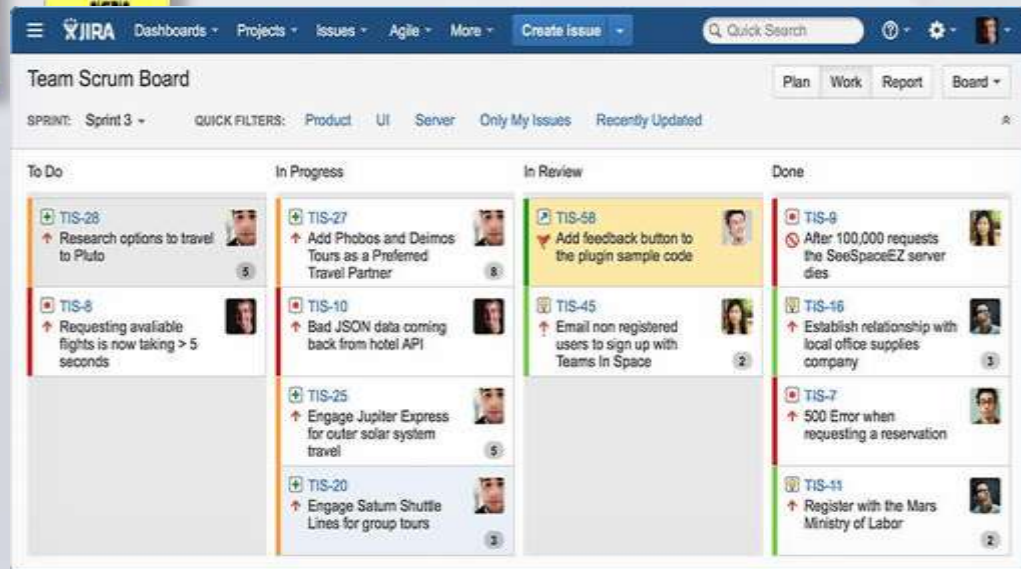 JIRA Dashboards Projects Issues Agile More Create issue Quick Search
Team Scrum Board
Plan Work Report Board
SPRINT: Sprint 3 QUICK FILTERS: Product UI Server Only My Issues Recently Updated
To Do
TIS-28
Research options to travel
to Pluto
5
TIS-8
Requesting avaliable
flights is now taking > 5
seconds
In Progress
TIS-27
Add Phobos and Deimos
Tours as a Preferred
Travel Partner
8
TIS-10
Bad JSON data coming
back from hotel API
TIS-25
Engage Jupiter Express
for outer solar system
travel
5
TIS-20
Engage Saturn Shuttle
Lines for group tours
3
In Review
TIS-58
Add feedback button to
the plugin sample code
TIS-45
Email non registered
users to sign up with
Teams In Space
2
Done
TIS-9
After 100,000 requests
the SeeSpaceEZ server
dies
TIS-16
Establish relationship with
local office supplies
company
3
TIS-7
500 Error when
requesting a reservation
TIS-11
Register with the Mars
Ministry of Labor
2